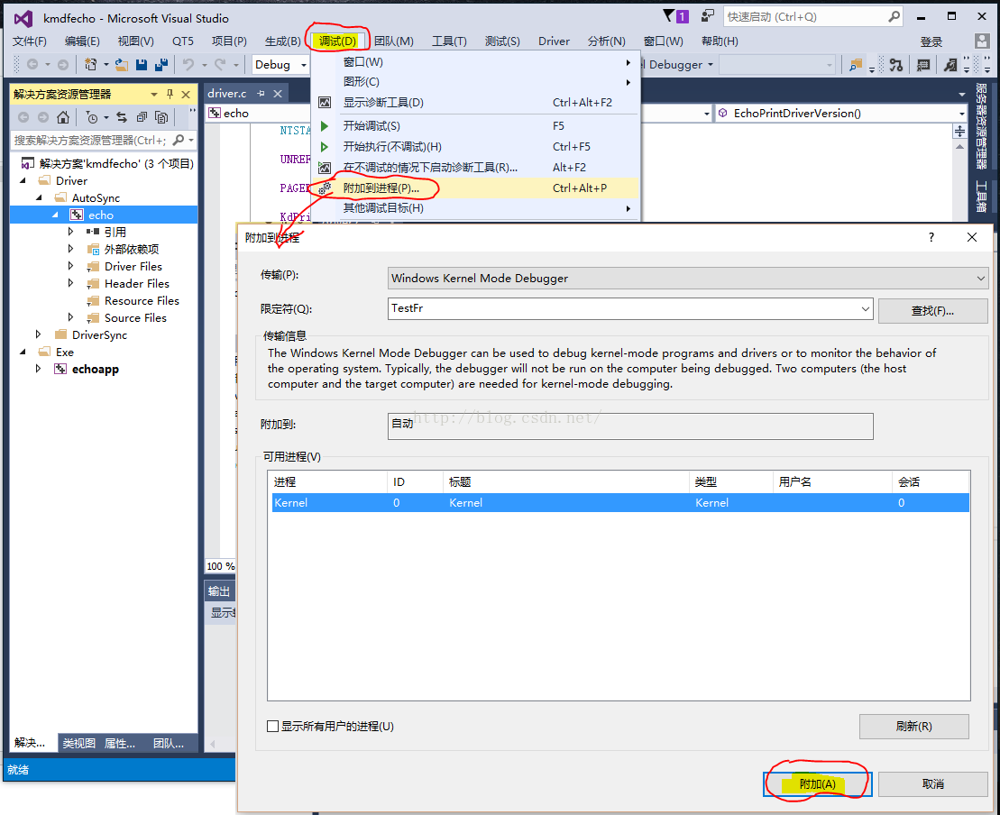 kmdfecho - Microsoft Visual Studio
1
快速启动 (Ctrl+Q)
文件(F) 编辑(E) 视图(V) QT5 项目(P) 生成(B) 调试(D) 团队(M) 工具(T) 测试(S) Driver 分析(N) 窗口(W) 帮助(H) 登录
Debug
Debugger
解决方案资源管理器
搜索解决方案资源管理器(Ctrl+;
解决方案'kmdfecho' (3 个项目)
Driver
AutoSync
echo
引用
外部依赖项
Driver Files
Header Files
Resource Files
Source Files
DriverSync
Exe
echoapp
解决... 类视图 属性... 团队...
就绪
driver.c
echo
EchoPrintDriverVersion()
NTSTA
UNREF
PAGED
KdPri
100 %
输出
窗口(W)
图形(C)
显示诊断工具(D) Ctrl+Alt+F2
开始调试(S) F5
开始执行(不调试)(H) Ctrl+F5
在不调试的情况下启动诊断工具(R)... Alt+F2
附加到进程(P)... Ctrl+Alt+P
其他调试目标(H)
服务器资源管理器
工具箱
附加到进程
?
传输(P): Windows Kernel Mode Debugger
限定符(Q): TestFr 查找(F)...
传输信息
The Windows Kernel Mode Debugger can be used to debug kernel-mode programs and drivers or to monitor the behavior of
the operating system. Typically, the debugger will not be run on the computer being debugged. Two computers (the host
computer and the target computer) are needed for kernel-mode debugging.
http://blog.csdn.net/
附加到: 自动
可用进程(V)
进程 ID 标题 类型 用户名 会话
Kernel 0 Kernel Kernel 0
显示所有用户的进程(U)
刷新(R)
附加(A) 取消